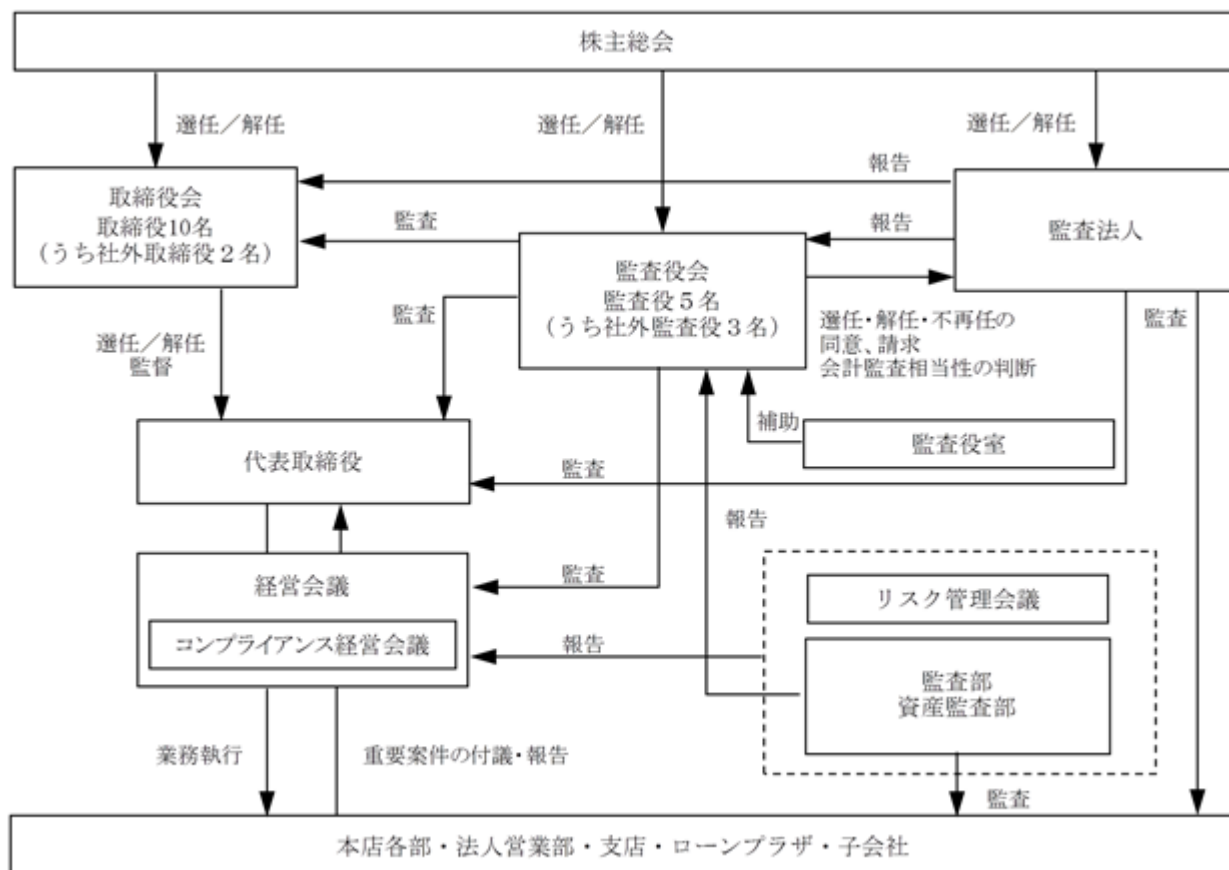 株主総会
選任／解任
選任／解任
選任／解任
報告
取締役会
取締役10名
（うち社外取締役２名）
監査
報告
監査法人
監査役会
監査役５名
（うち社外監査役３名）
監査
選任・解任・不再任の
同意、請求
会計監査相当性の判断
監査
選任／解任
監督
補助
監査役室
代表取締役
監査
報告
経営会議
監査
リスク管理会議
コンプライアンス経営会議
報告
監査部
資産監査部
業務執行
重要案件の付議・報告
監査
本店各部・法人営業部・支店・ローンプラザ・子会社